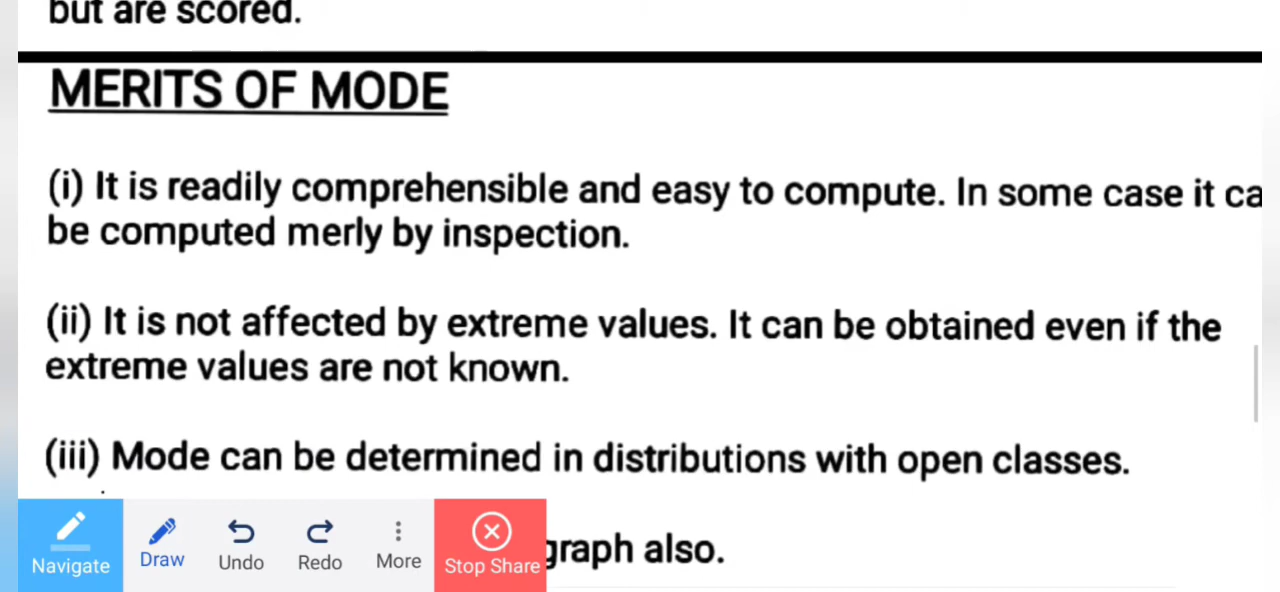 but are scored.
MERITS OF MODE
(i) It is readily comprehensible and easy to compute. In some case it ca
be computed merly by inspection.
(ii) It is not affected by extreme values. It can be obtained even if the
extreme values are not known.
(iii) Mode can be determined in distributions with open classes.
graph also.
Navigate Draw Undo Redo More Stop Share